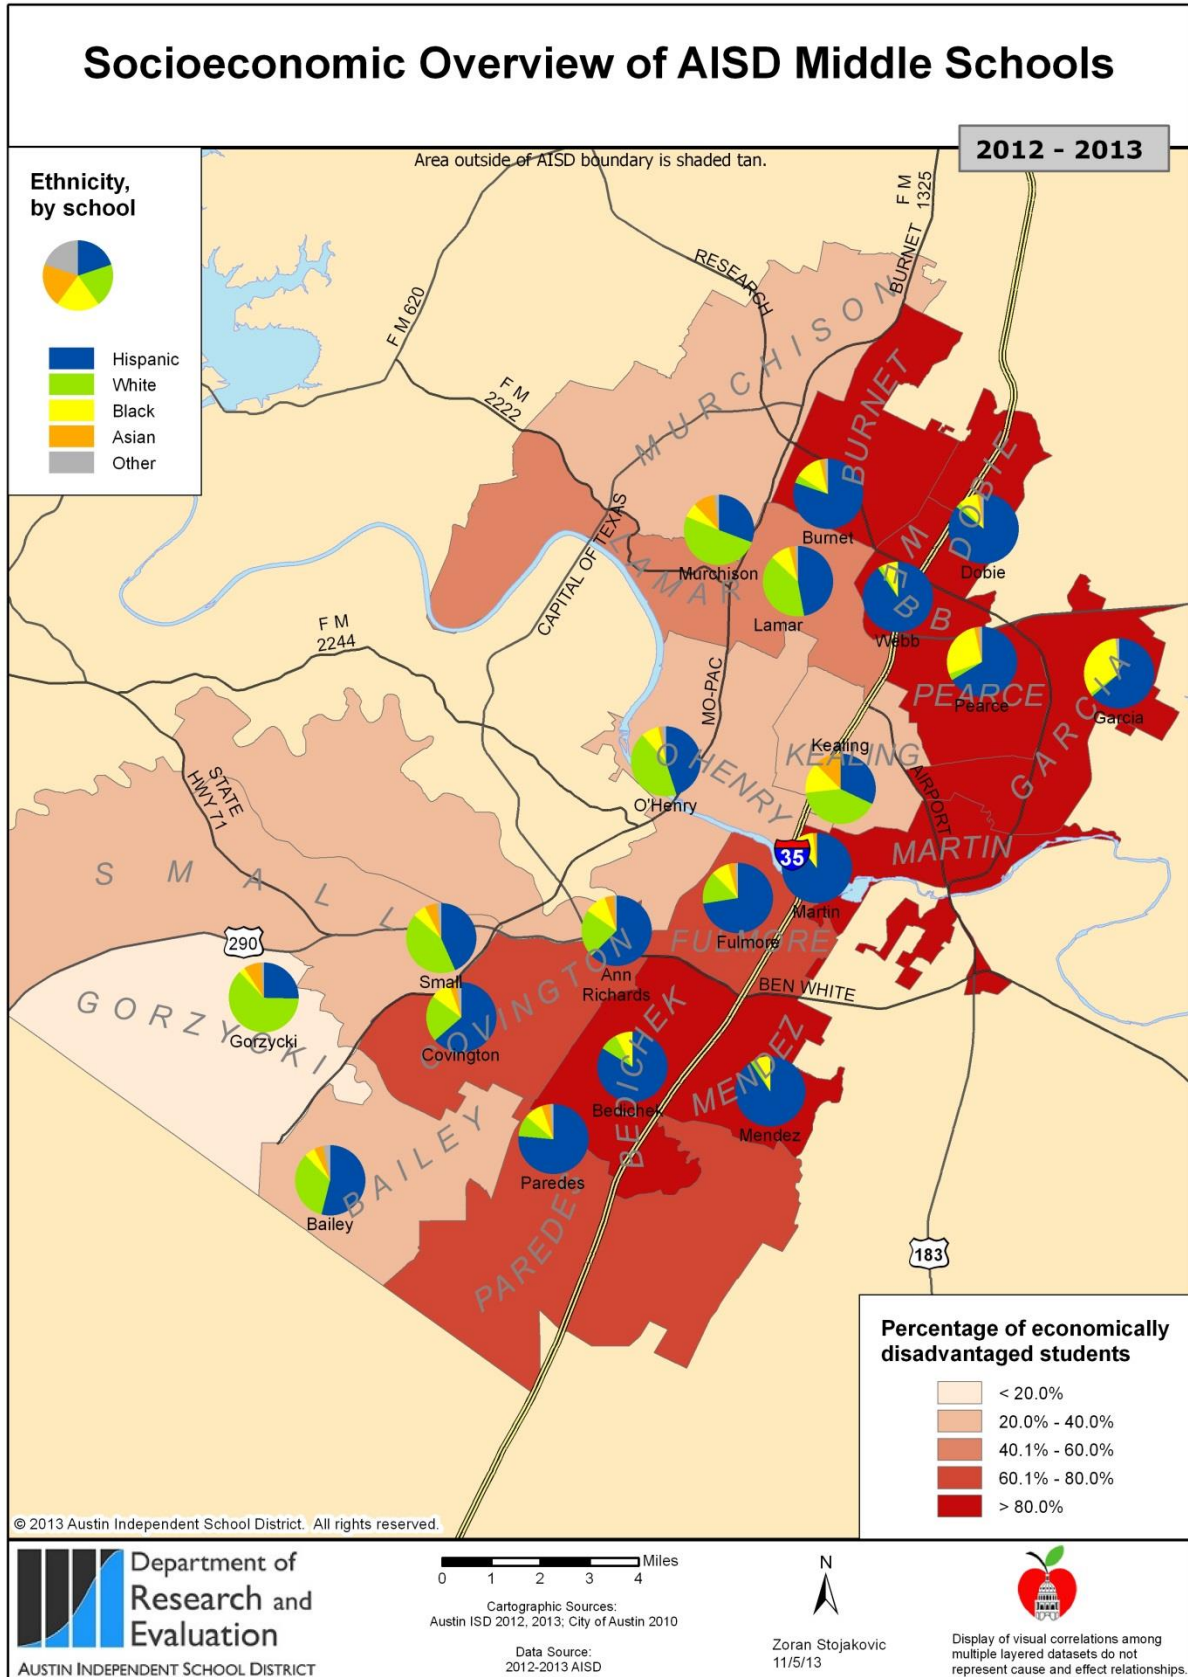 Socioeconomic Overview of AISD Middle Schools
2012 - 2013
Area outside of AISD boundary is shaded tan.
Ethnicity,
by school
Hispanic
White
Black
Asian
Other
F M
1325
BURNET
RESEARCH
F M 620
F M
2222
MURCHISON
BURNET
DOBIE
Burnet
Dobie
CAPITAL OF TEXAS
LAMAR
Murchison
Lamar
WEBB
Webb
F M
2244
MO-PAC
PEARCE
Pearce
GARCIA
Garcia
STATE
HWY 71
O HENRY
O'Henry
KEALING
Kealing
AIRPORT
MARTIN
35
Martin
SMALL
290
Small
Ann
Richards
FULMORE
Fulmore
BEN WHITE
GORZYCKI
Gorzycki
COVINGTON
Covington
BEDICHEK
Bedichek
MENDEZ
Mendez
BAILEY
Bailey
PAREDES
Paredes
183
Percentage of economically
disadvantaged students
< 20.0%
20.0% - 40.0%
40.1% - 60.0%
60.1% - 80.0%
> 80.0%
© 2013 Austin Independent School District. All rights reserved.
Department of
Research and
Evaluation
AUSTIN INDEPENDENT SCHOOL DISTRICT
Miles
0 1 2 3 4
Cartographic Sources:
Austin ISD 2012, 2013; City of Austin 2010
Data Source:
2012-2013 AISD
N
Zoran Stojakovic
11/5/13
Display of visual correlations among
multiple layered datasets do not
represent cause and effect relationships.